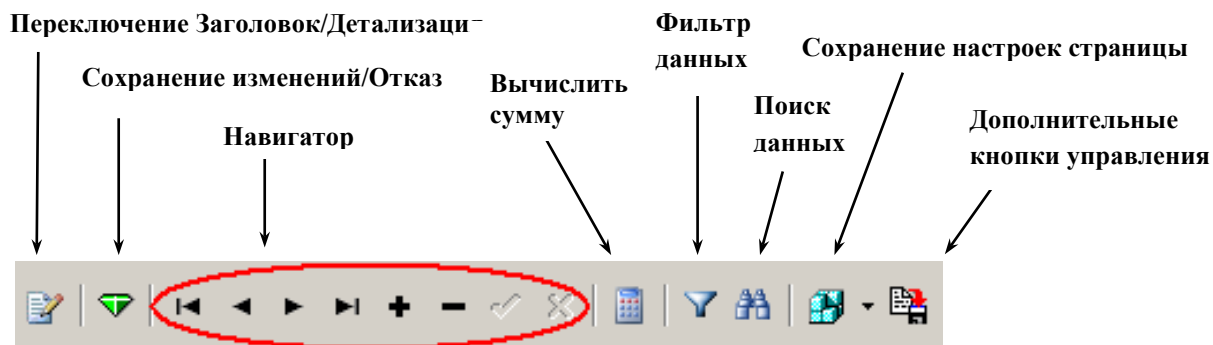 Переключение Заголовок/Детализаци
Сохранение изменений/Отказ
Навигатор
Вычислить
сумму
Фильтр
данных
Поиск
данных
Сохранение настроек страницы
Дополнительные
кнопки управления